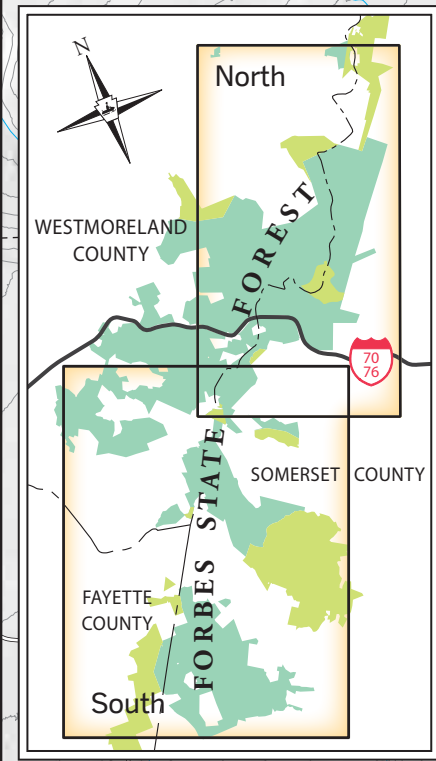 N
North
WESTMORELAND
COUNTY
FORBES STATE FOREST
70
76
SOMERSET COUNTY
FAYETTE
COUNTY
South